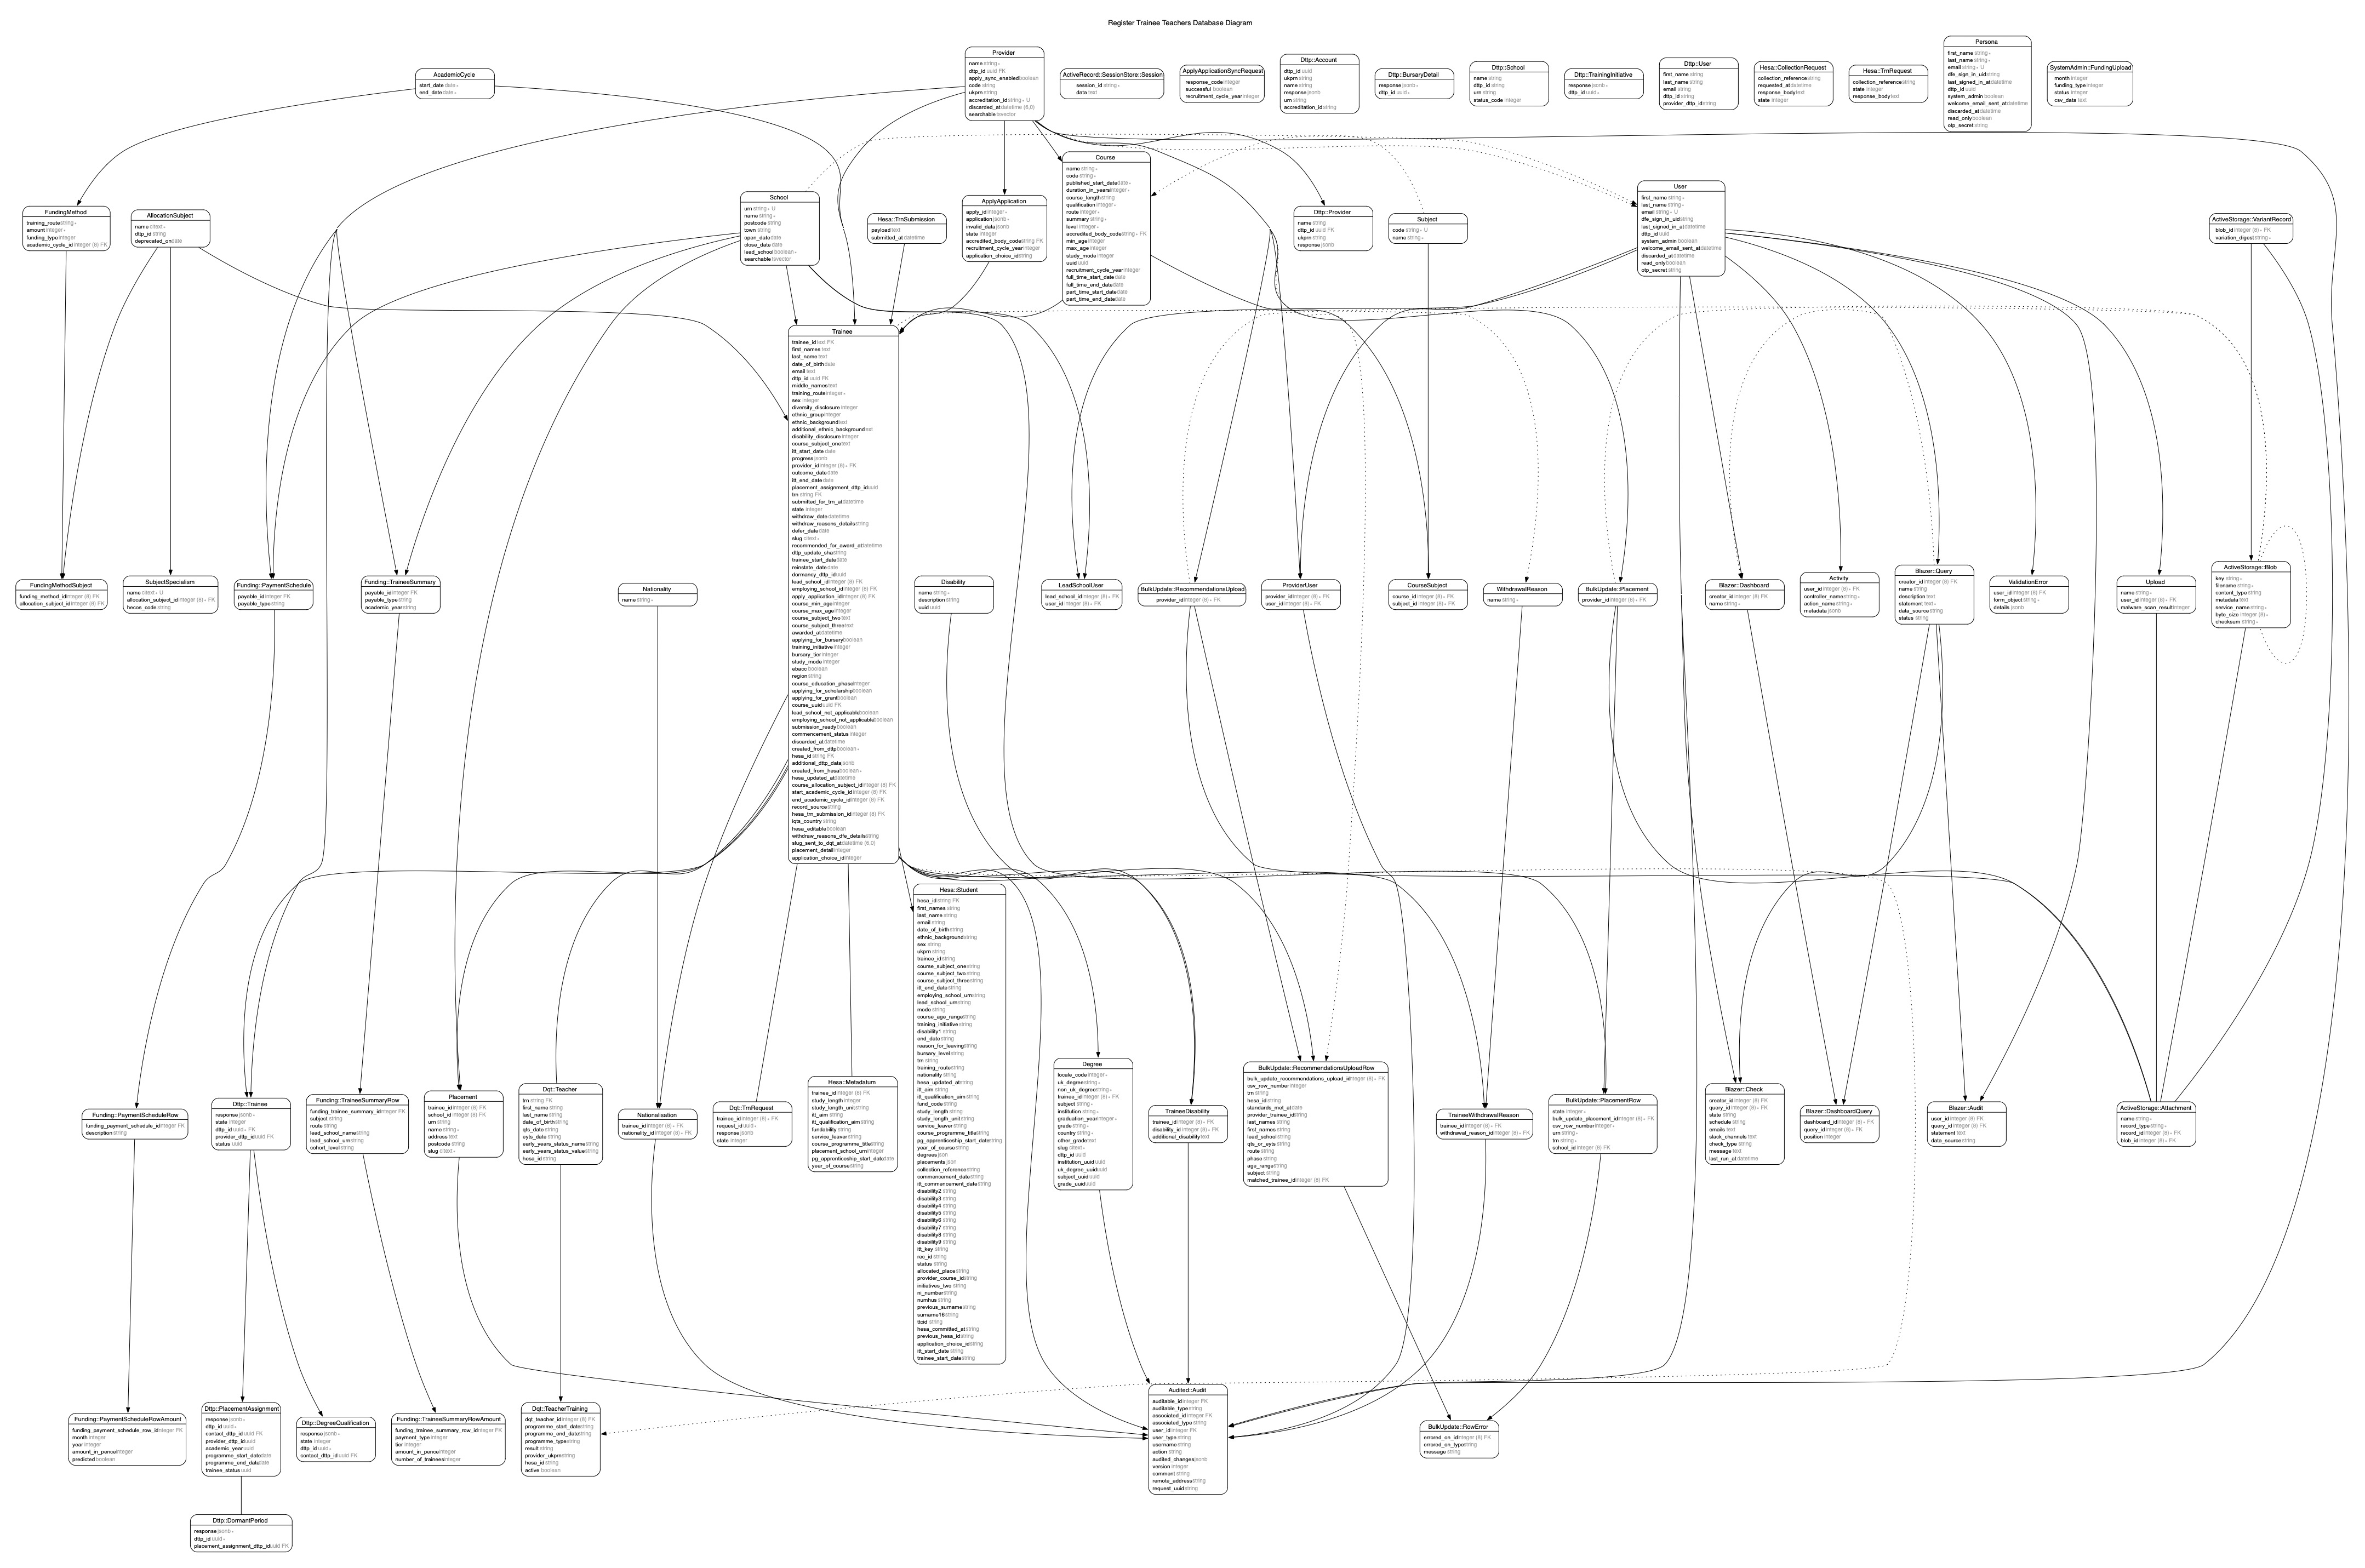 Register Trainee Teachers Database Diagram
AcademicCycle
start_date date ∗
end_date date ∗
Provider
name string ∗
dttp_id uuid FK
apply_sync_enabled boolean
code string
ukprn string
accreditation_id string ∗ U
discarded_at datetime (6,0)
searchable tsvector
ActiveRecord::SessionStore::Session
session_id string ∗
data text
ApplyApplicationSyncRequest
response_code integer
successful boolean
recruitment_cycle_year integer
Dttp::Account
dttp_id uuid
ukprn string
name string
response jsonb
urn string
accreditation_id string
Dttp::BursaryDetail
response jsonb ∗
dttp_id uuid ∗
Dttp::School
name string
dttp_id string
urn string
status_code integer
Dttp::TrainingInitiative
response jsonb ∗
dttp_id uuid ∗
Dttp::User
first_name string
last_name string
email string
dttp_id string
provider_dttp_id string
Hesa::CollectionRequest
collection_reference string
requested_at datetime
response_body text
state integer
Hesa::TrnRequest
collection_reference string
state integer
response_body text
Persona
first_name string ∗
last_name string ∗
email string ∗ U
dfe_sign_in_uid string
last_signed_in_at datetime
dttp_id uuid
system_admin boolean
welcome_email_sent_at datetime
discarded_at datetime
read_only boolean
otp_secret string
SystemAdmin::FundingUpload
month integer
funding_type integer
status integer
csv_data text
FundingMethod
training_route string ∗
amount integer ∗
funding_type integer
academic_cycle_id integer (8) FK
AllocationSubject
name citext ∗
dttp_id string
deprecated_on date
School
urn string ∗ U
name string ∗
postcode string
town string
open_date date
close_date date
lead_school boolean ∗
searchable tsvector
Hesa::TrnSubmission
payload text
submitted_at datetime
ApplyApplication
apply_id integer ∗
application jsonb ∗
invalid_data jsonb
state integer
accredited_body_code string FK
recruitment_cycle_year integer
application_choice_id string
Course
name string ∗
code string ∗
published_start_date date ∗
duration_in_years integer ∗
course_length string
qualification integer ∗
route integer ∗
summary string ∗
level integer ∗
accredited_body_code string ∗ FK
min_age integer
max_age integer
study_mode integer
uuid uuid
recruitment_cycle_year integer
full_time_start_date date
full_time_end_date date
part_time_start_date date
part_time_end_date date
Dttp::Provider
name string
dttp_id uuid FK
ukprn string
response jsonb
Subject
code string ∗ U
name string ∗
User
first_name string ∗
last_name string ∗
email string ∗ U
dfe_sign_in_uid string
last_signed_in_at datetime
dttp_id uuid
system_admin boolean
welcome_email_sent_at datetime
discarded_at datetime
read_only boolean
otp_secret string
ActiveStorage::VariantRecord
blob_id integer (8) ∗ FK
variation_digest string ∗
Trainee
trainee_id text FK
first_names text
last_name text
date_of_birth date
email text
dttp_id uuid FK
middle_names text
training_route integer ∗
sex integer
diversity_disclosure integer
ethnic_group integer
ethnic_background text
additional_ethnic_background text
disability_disclosure integer
course_subject_one text
itt_start_date date
progress jsonb
provider_id integer (8) ∗ FK
outcome_date date
itt_end_date date
placement_assignment_dttp_id uuid
trn string FK
submitted_for_trn_at datetime
state integer
withdraw_date datetime
withdraw_reasons_details string
defer_date date
slug citext ∗
recommended_for_award_at datetime
dttp_update_sha string
trainee_start_date date
reinstate_date date
dormancy_dttp_id uuid
lead_school_id integer (8) FK
employing_school_id integer (8) FK
apply_application_id integer (8) FK
course_min_age integer
course_subject_two text
course_subject_three text
awarded_at datetime
applying_for_bursary boolean
training_initiative integer
bursary_tier integer
study_mode integer
ebacc boolean
region string
course_education_phase integer
applying_for_scholarship boolean
applying_for_grant boolean
course_uuid uuid FK
lead_school_not_applicable boolean
employing_school_not_applicable boolean
submission_ready boolean
commencement_status integer
discarded_at datetime
created_from_dttp boolean ∗
hesa_id string FK
additional_dttp_data jsonb
created_from_hesa boolean ∗
hesa_updated_at datetime
course_allocation_subject_id integer (8) FK
start_academic_cycle_id integer (8) FK
end_academic_cycle_id integer (8) FK
record_source string
hesa_trn_submission_id integer (8) FK
iqts_country string
hesa_editable boolean
withdraw_reasons_dfe_details string
slug_sent_to_dqt_at datetime (6,0)
placement_detail integer
application_choice_id integer
FundingMethodSubject
funding_method_id integer (8) FK
allocation_subject_id integer (8) FK
SubjectSpecialism
name citext ∗ U
allocation_subject_id integer (8) ∗ FK
hecos_code string
Funding::PaymentSchedule
payable_id integer FK
payable_type string
Funding::TraineeSummary
payable_id integer FK
payable_type string
academic_year string
Nationality
name string ∗
Disability
name string ∗
description string
uuid uuid
LeadSchoolUser
lead_school_id integer (8) ∗ FK
user_id integer (8) ∗ FK
BulkUpdate::RecommendationsUpload
provider_id integer (8) ∗ FK
ProviderUser
provider_id integer (8) ∗ FK
user_id integer (8) ∗ FK
CourseSubject
course_id integer (8) ∗ FK
subject_id integer (8) ∗ FK
WithdrawalReason
name string ∗
BulkUpdate::Placement
provider_id integer (8) ∗ FK
Blazer::Dashboard
creator_id integer (8) FK
name string ∗
Activity
user_id integer (8) ∗ FK
controller_name string ∗
action_name string ∗
metadata jsonb
Blazer::Query
creator_id integer (8) FK
name string
description text
statement text ∗
data_source string
status string
ValidationError
user_id integer (8) FK
form_object string ∗
details jsonb
Upload
name string ∗
user_id integer (8) ∗ FK
malware_scan_result integer
ActiveStorage::Blob
key string ∗
filename string ∗
content_type string
metadata text
service_name string ∗
byte_size integer (8) ∗
checksum string ∗
Funding::PaymentScheduleRow
funding_payment_schedule_id integer FK
description string
Dttp::Trainee
response jsonb ∗
state integer
dttp_id uuid ∗ FK
provider_dttp_id uuid FK
status uuid
Funding::TraineeSummaryRow
funding_trainee_summary_id integer FK
subject string
route string
lead_school_name string
lead_school_urn string
cohort_level string
Placement
trainee_id integer (8) FK
school_id integer (8) FK
urn string
name string ∗
address text
postcode string
slug citext ∗
Dqt::Teacher
trn string FK
first_name string
last_name string
date_of_birth string
qts_date string
eyts_date string
early_years_status_name string
early_years_status_value string
hesa_id string
Nationalisation
trainee_id integer (8) ∗ FK
nationality_id integer (8) ∗ FK
Dqt::TrnRequest
trainee_id integer (8) ∗ FK
request_id uuid ∗
response jsonb
state integer
Hesa::Metadatum
trainee_id integer (8) FK
study_length integer
study_length_unit string
itt_aim string
itt_qualification_aim string
fundability string
service_leaver string
course_programme_title string
placement_school_urn integer
pg_apprenticeship_start_date date
year_of_course string
Hesa::Student
hesa_id string FK
first_names string
last_name string
email string
date_of_birth string
ethnic_background string
sex string
ukprn string
trainee_id string
course_subject_one string
course_subject_two string
course_subject_three string
itt_end_date string
employing_school_urn string
lead_school_urn string
mode string
course_age_range string
training_initiative string
disability1 string
end_date string
reason_for_leaving string
bursary_level string
trn string
training_route string
nationality string
hesa_updated_at string
itt_aim string
itt_qualification_aim string
fund_code string
study_length string
study_length_unit string
service_leaver string
course_programme_title string
pg_apprenticeship_start_date string
year_of_course string
degrees json
placements json
collection_reference string
commencement_date string
itt_commencement_date string
disability2 string
disability3 string
disability4 string
disability5 string
disability6 string
disability7 string
disability8 string
disability9 string
itt_key string
rec_id string
status string
allocated_place string
provider_course_id string
initiatives_two string
ni_number string
numhus string
previous_surname string
surname16 string
ttcid string
hesa_committed_at string
previous_hesa_id string
application_choice_id string
itt_start_date string
trainee_start_date string
Degree
locale_code integer ∗
uk_degree string ∗
non_uk_degree string ∗
trainee_id integer (8) ∗ FK
subject string ∗
institution string ∗
graduation_year integer ∗
grade string ∗
country string ∗
other_grade text
slug citext ∗
dttp_id uuid
institution_uuid uuid
uk_degree_uuid uuid
subject_uuid uuid
grade_uuid uuid
TraineeDisability
trainee_id integer (8) ∗ FK
disability_id integer (8) ∗ FK
additional_disability text
BulkUpdate::RecommendationsUploadRow
bulk_update_recommendations_upload_id integer (8) ∗ FK
csv_row_number integer
trn string
hesa_id string
standards_met_at date
provider_trainee_id string
last_names string
first_names string
lead_school string
qts_or_eyts string
route string
phase string
age_range string
subject string
matched_trainee_id integer (8) FK
TraineeWithdrawalReason
trainee_id integer (8) ∗ FK
withdrawal_reason_id integer (8) ∗ FK
BulkUpdate::PlacementRow
state integer ∗
bulk_update_placement_id integer (8) ∗ FK
csv_row_number integer ∗
urn string ∗
trn string ∗
school_id integer (8) FK
Blazer::Check
creator_id integer (8) FK
query_id integer (8) FK
state string
schedule string
emails text
slack_channels text
check_type string
message text
last_run_at datetime
Blazer::DashboardQuery
dashboard_id integer (8) ∗ FK
query_id integer (8) ∗ FK
position integer
Blazer::Audit
user_id integer (8) FK
query_id integer (8) FK
statement text
data_source string
ActiveStorage::Attachment
name string ∗
record_type string ∗
record_id integer (8) ∗ FK
blob_id integer (8) ∗ FK
Funding::PaymentScheduleRowAmount
funding_payment_schedule_row_id integer FK
month integer
year integer
amount_in_pence integer
predicted boolean
Dttp::PlacementAssignment
response jsonb ∗
dttp_id uuid ∗
contact_dttp_id uuid FK
provider_dttp_id uuid
academic_year uuid
programme_start_date date
programme_end_date date
trainee_status uuid
Dttp::DegreeQualification
response jsonb ∗
state integer
dttp_id uuid ∗
contact_dttp_id uuid FK
Funding::TraineeSummaryRowAmount
funding_trainee_summary_row_id integer FK
payment_type integer
tier integer
amount_in_pence integer
number_of_trainees integer
Dqt::TeacherTraining
dqt_teacher_id integer (8) FK
programme_start_date string
programme_end_date string
programme_type string
result string
provider_ukprn string
hesa_id string
active boolean
Audited::Audit
auditable_id integer FK
auditable_type string
associated_id integer FK
associated_type string
user_id integer FK
user_type string
username string
action string
audited_changes jsonb
version integer
comment string
remote_address string
request_uuid string
BulkUpdate::RowError
errored_on_id integer (8) FK
errored_on_type string
message string
Dttp::DormantPeriod
response jsonb ∗
dttp_id uuid ∗
placement_assignment_dttp_id uuid FK